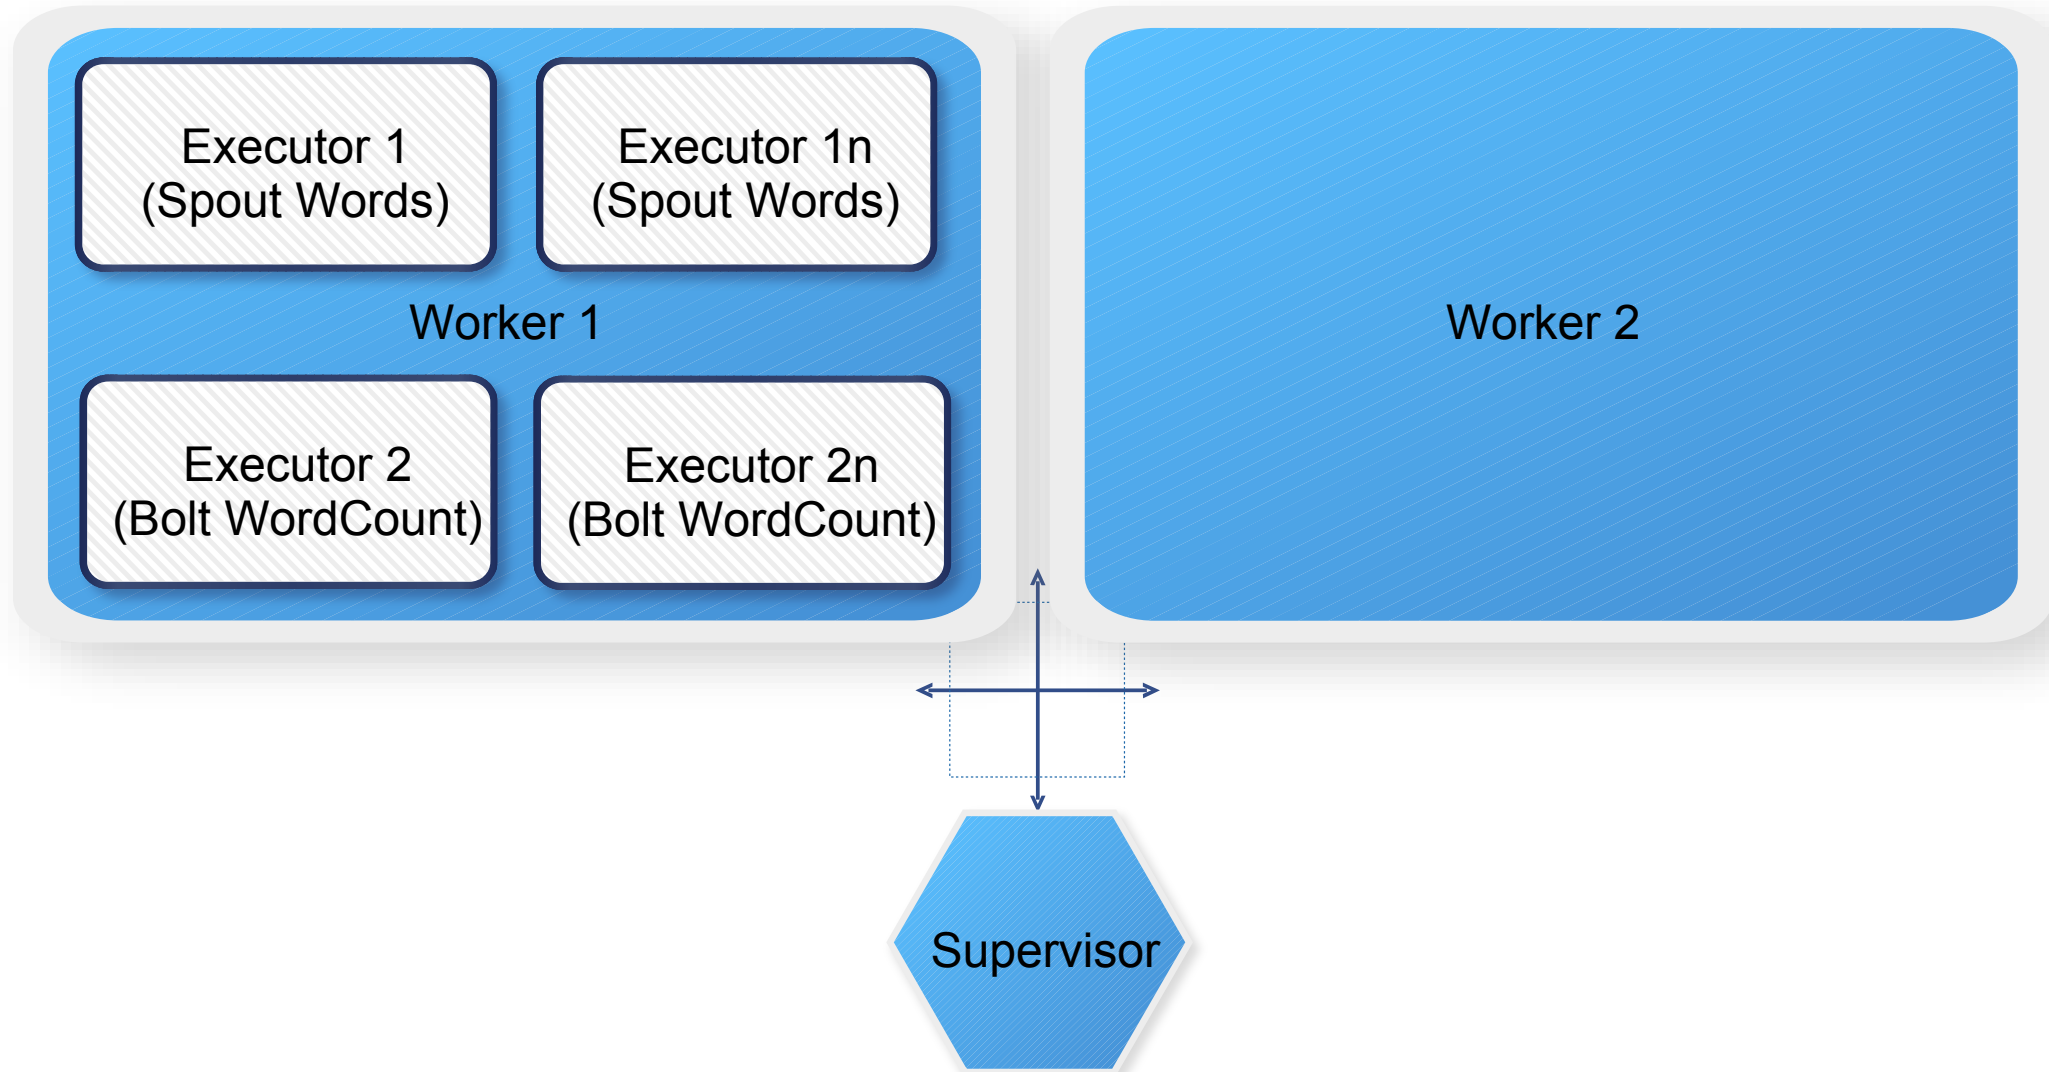 Executor 1
(Spout Words)
Executor 1n
(Spout Words)
Worker 1
Executor 2
(Bolt WordCount)
Executor 2n
(Bolt WordCount)
Worker 2
Supervisor